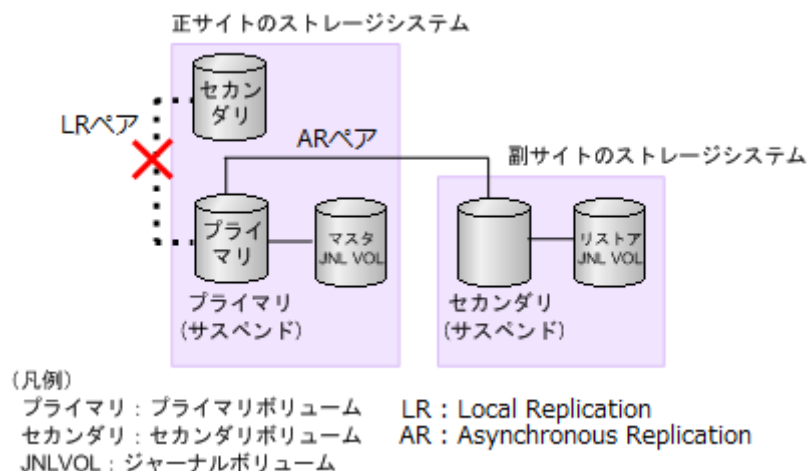 正サイトのストレージシステム
セカン
ダリ
LRペア
ARペア
副サイトのストレージシステム
プライ
マリ
マスタ
JNL VOL
リストア
JNL VOL
プライマリ
(サスペンド)
セカンダリ
(サスペンド)
(凡例)
プライマリ:プライマリボリューム
LR:Local Replication
セカンダリ:セカンダリボリューム
AR:Asynchronous Replication
JNLVOL:ジャーナルボリューム